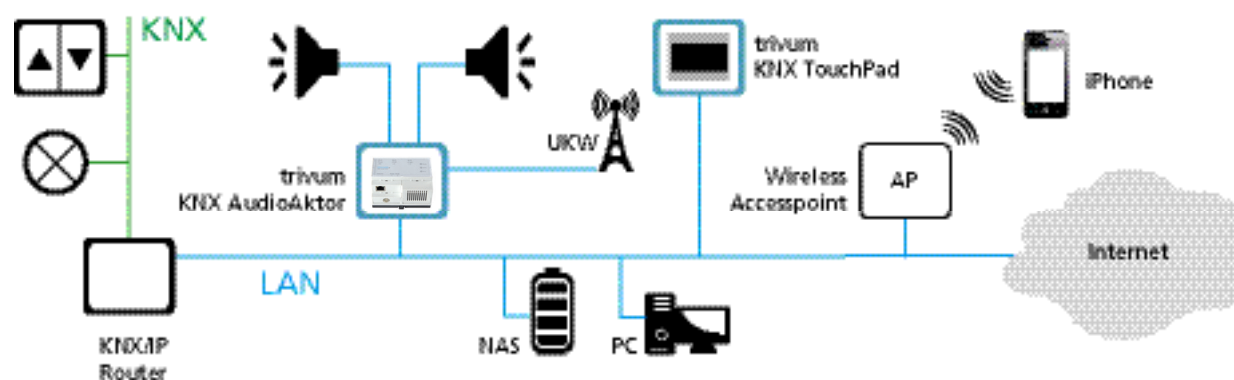 KNX
trivum
KNX TouchPad
iPhone
UKW
trivum
KNX AudioAktor
Wireless
Accesspoint
AP
Internet
LAN
NAS
PC
KNX/IP
Router